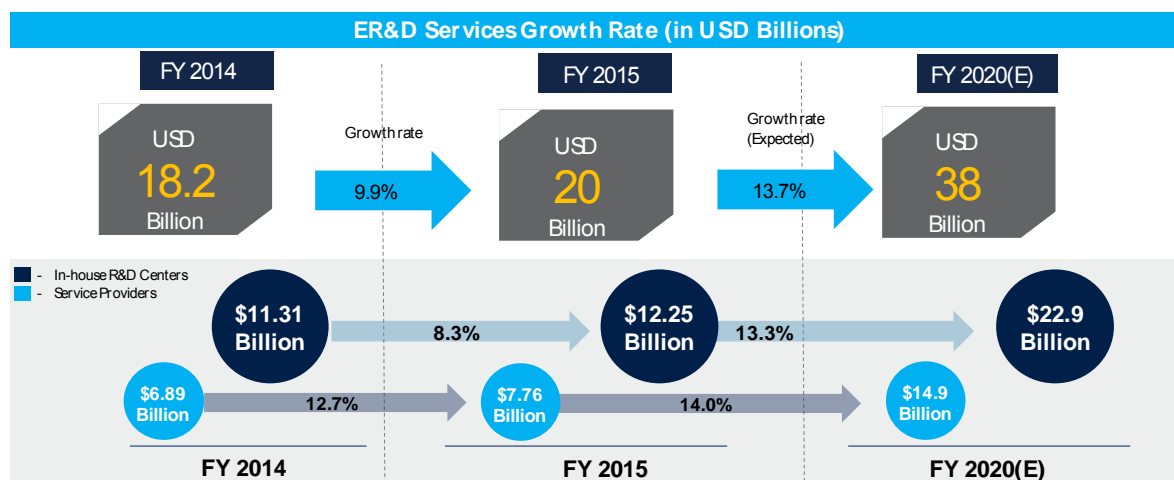 ER&D Services Growth Rate (in USD Billions)
FY 2014
FY 2015
FY 2020(E)
USD
18.2
Billion
Growth rate
9.9%
USD
20
Billion
Growth rate
(Expected)
13.7%
USD
38
Billion
- In-house R&D Centers
- Service Providers
$11.31
Billion
8.3%
$12.25
Billion
13.3%
$22.9
Billion
$6.89
Billion
12.7%
$7.76
Billion
14.0%
$14.9
Billion
FY 2014
FY 2015
FY 2020(E)